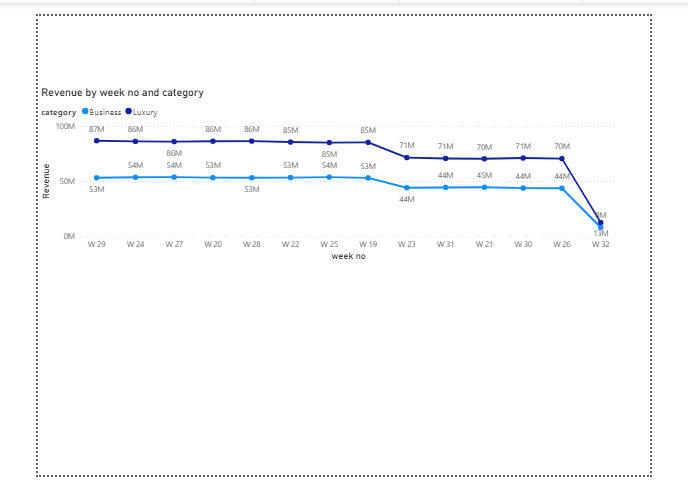 Revenue by week no and category
category Business Luxury
100M
87M 86M 86M 86M 86M 85M 85M 85M 71M 71M 70M 71M 70M
Revenue
50M
53M 54M 54M 53M 53M 53M 54M 53M 44M 44M 45M 44M 44M
13M
0M
W 29 W 24 W 27 W 20 W 28 W 22 W 25 W 19 W 23 W 31 W 21 W 30 W 26 W 32
week no